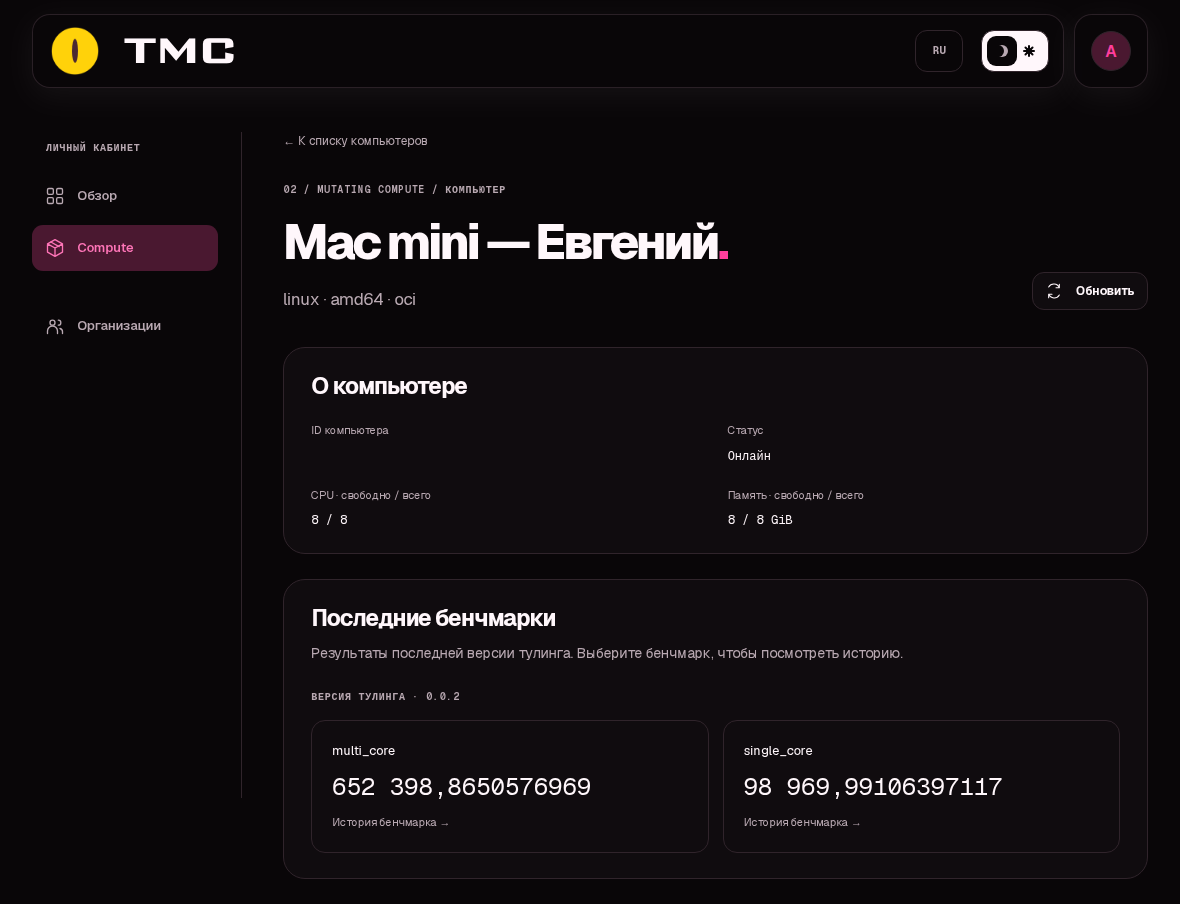 TMC
RU
A
ЛИЧНЫЙ КАБИНЕТ
Обзор
Compute
Организации
← К списку компьютеров
02 / MUTATING COMPUTE / КОМПЬЮТЕР
Mac mini — Евгений.
linux · amd64 · oci
Обновить
О компьютере
ID компьютера
Статус
Онлайн
CPU · свободно / всего
Память · свободно / всего
8 / 8
8 / 8 GiB
Последние бенчмарки
Результаты последней версии тулинга. Выберите бенчмарк, чтобы посмотреть историю.
ВЕРСИЯ ТУЛИНГА · 0.0.2
multi_core
652 398,8650576969
История бенчмарка →
single_core
98 969,99106397117
История бенчмарка →